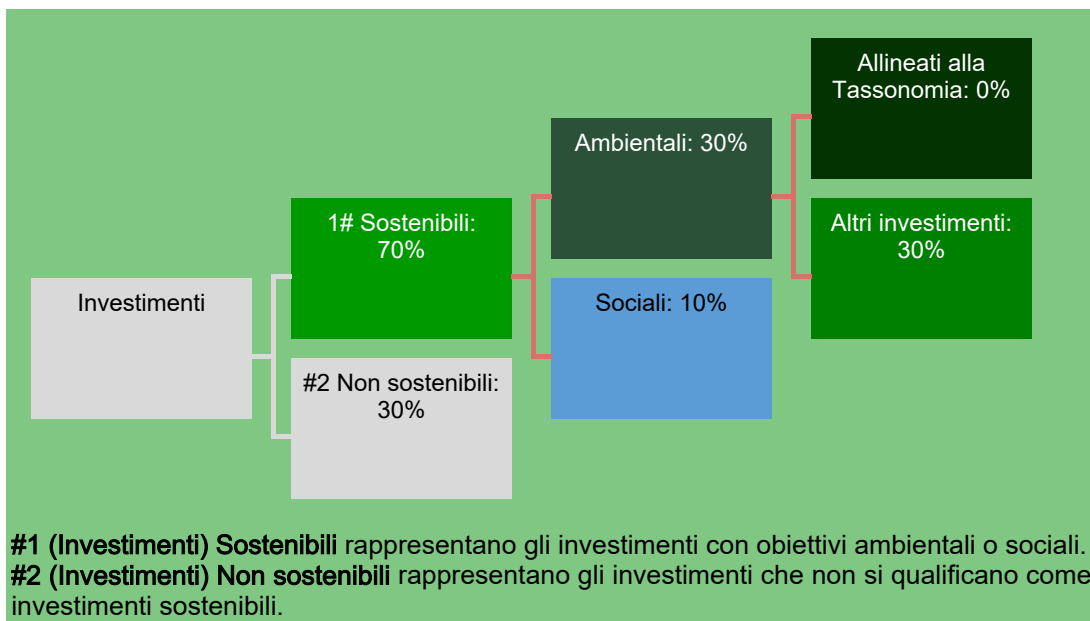 Investimenti
1# Sostenibili:
70%
#2 Non sostenibili:
30%
Ambientali: 30%
Sociali: 10%
Allineati alla
Tassonomia: 0%
Altri investimenti:
30%
#1 (Investimenti) Sostenibili rappresentano gli investimenti con obiettivi ambientali o sociali.
#2 (Investimenti) Non sostenibili rappresentano gli investimenti che non si qualificano come
investimenti sostenibili.